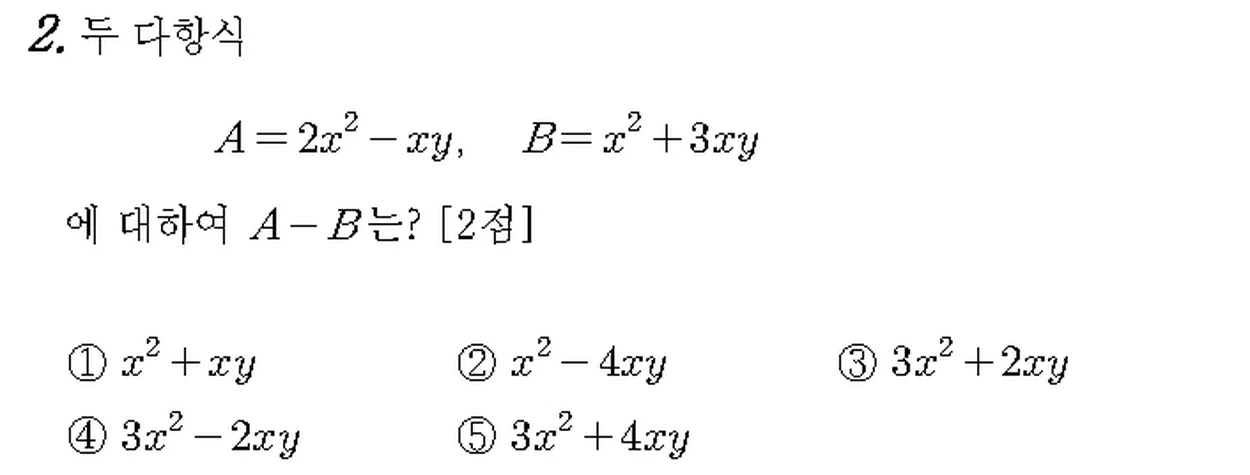 2. 두 다항식
A=2x²-xy, B=x²+3xy
에 대하여 A-B는? [2점]
① x²+xy ② x²-4xy ③ 3x²+2xy
④ 3x²-2xy ⑤ 3x²+4xy